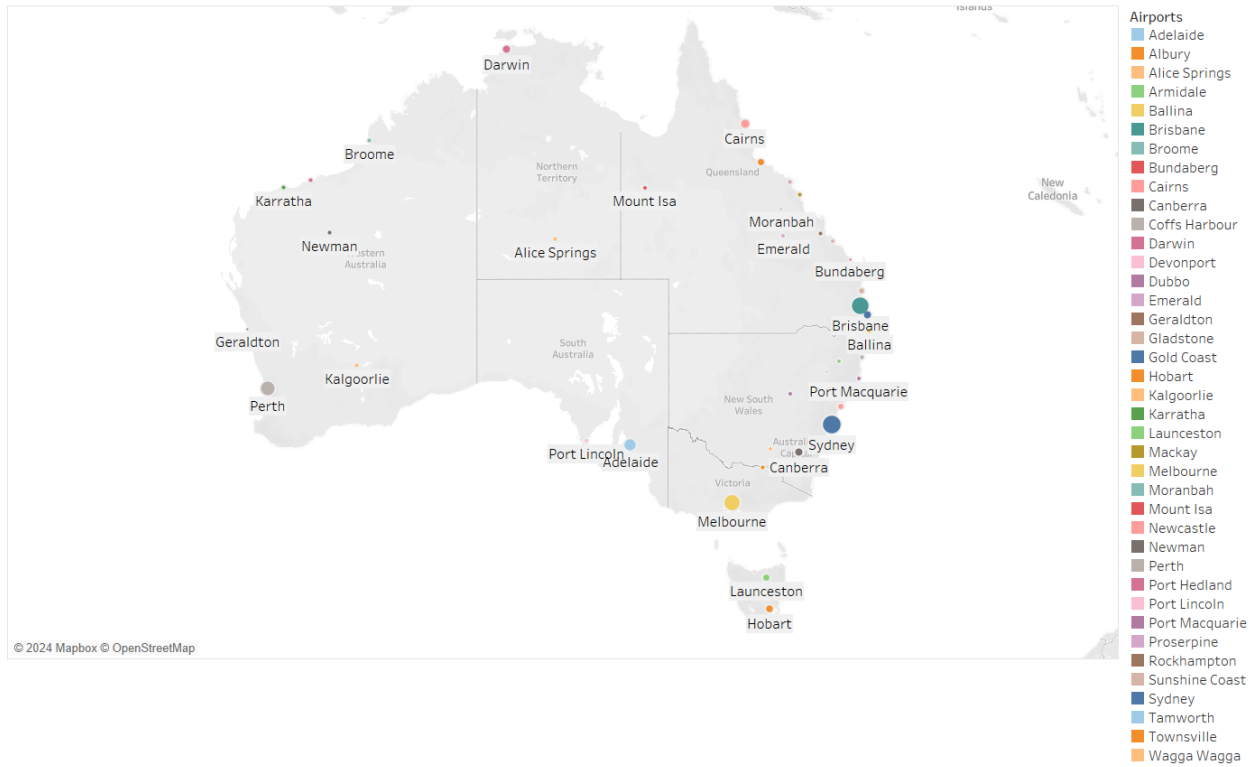 Islands
Darwin
Cairns
Broome
Northern
Territory
Queensland
New
Caledonia
Karratha
Mount Isa
Moranbah
Newman
Western
Australia
Alice Springs
Emerald
Bundaberg
Brisbane
Geraldton
South
Australia
Ballina
Kalgoorlie
Port Macquarie
Perth
New South
Wales
Sydney
Port Lincoln
Adelaide
Canberra
Victoria
Melbourne
Launceston
Hobart
© 2024 Mapbox © OpenStreetMap
Airports
Adelaide
Albury
Alice Springs
Armidale
Ballina
Brisbane
Broome
Bundaberg
Cairns
Canberra
Coffs Harbour
Darwin
Devonport
Dubbo
Emerald
Geraldton
Gladstone
Gold Coast
Hobart
Kalgoorlie
Karratha
Launceston
Mackay
Melbourne
Moranbah
Mount Isa
Newcastle
Newman
Perth
Port Hedland
Port Lincoln
Port Macquarie
Proserpine
Rockhampton
Sunshine Coast
Sydney
Tamworth
Townsville
Wagga Wagga